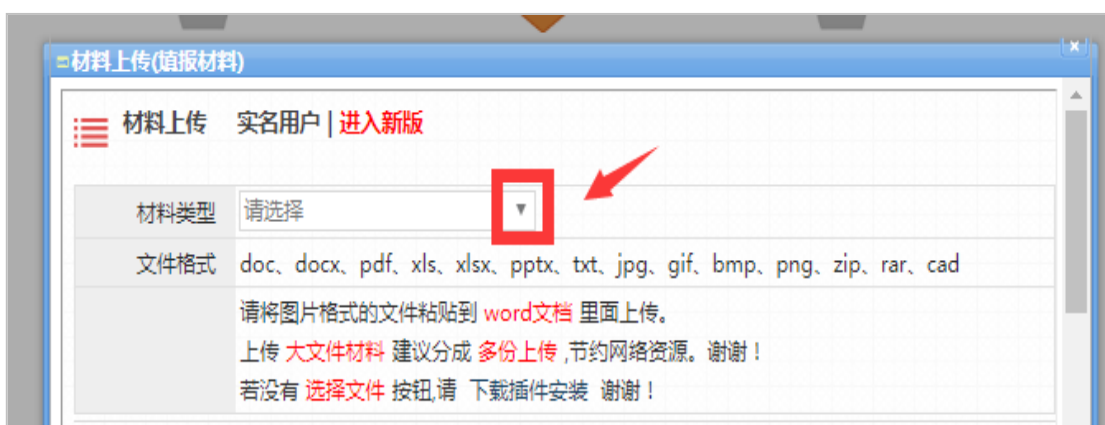 材料上传(填报材料)
材料上传 实名用户 | 进入新版
材料类型 请选择
文件格式 doc、docx、pdf、xls、xlsx、pptx、txt、jpg、gif、bmp、png、zip、rar、cad
请将图片格式的文件粘贴到 word文档 里面上传。
上传 大文件材料 建议分成 多份上传 ,节约网络资源。谢谢！
若没有 选择文件 按钮,请 下载插件安装 谢谢！